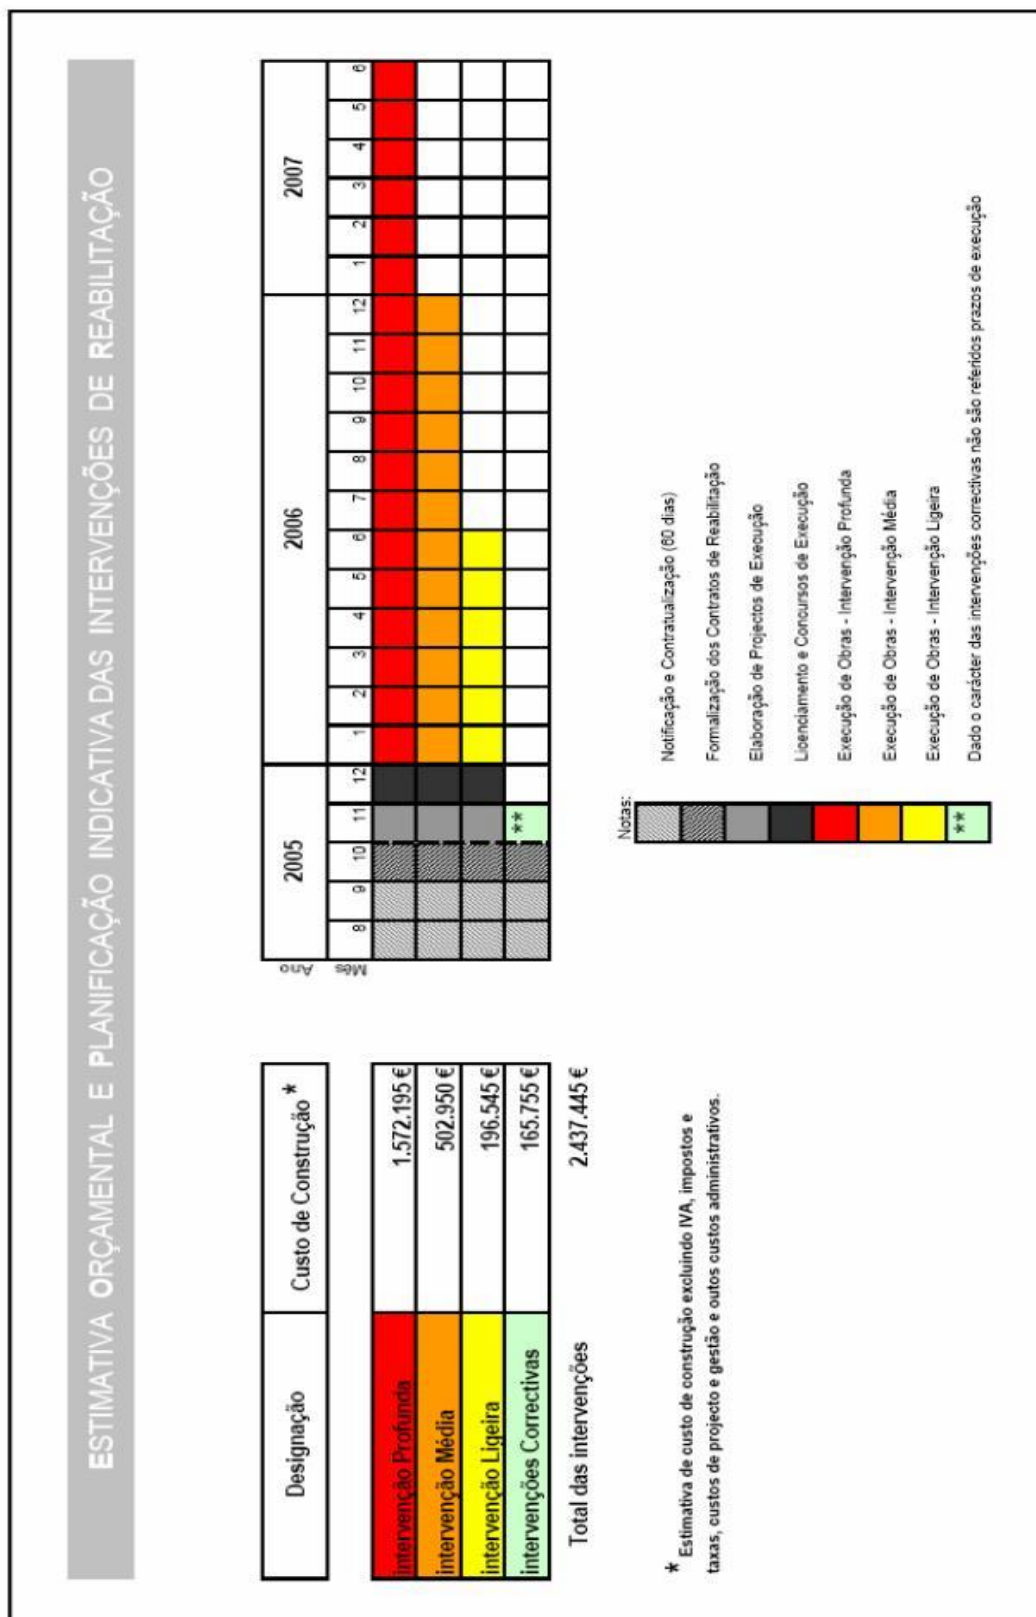 ESTIMATIVA ORÇAMENTAL E PLANIFICAÇÃO INDICATIVA DAS INTERVENÇÕES DE REABILITAÇÃO
Designação Custo de Construção *
intervenção Profunda 1.572.195 €
intervenção Média 502.950 €
intervenção Ligeira 196.545 €
intervenções Correctivas 165.755 €
Total das intervenções 2.437.445 €
* Estimativa de custo de construção excluindo IVA, impostos e
taxas, custos de projecto e gestão e outos custos administrativos.
Ano 2005 2006 2007
Mês 8 9 10 11 12 1 2 3 4 5 6 7 8 9 10 11 12 1 2 3 4 5 6
**
Notas:
Notificação e Contratualização (60 dias)
Formalização dos Contratos de Reabilitação
Elaboração de Projectos de Execução
Licenciamento e Concursos de Execução
Execução de Obras - Intervenção Profunda
Execução de Obras - Intervenção Média
Execução de Obras - Intervenção Ligeira
** Dado o carácter das intervenções correctivas não são referidos prazos de execução